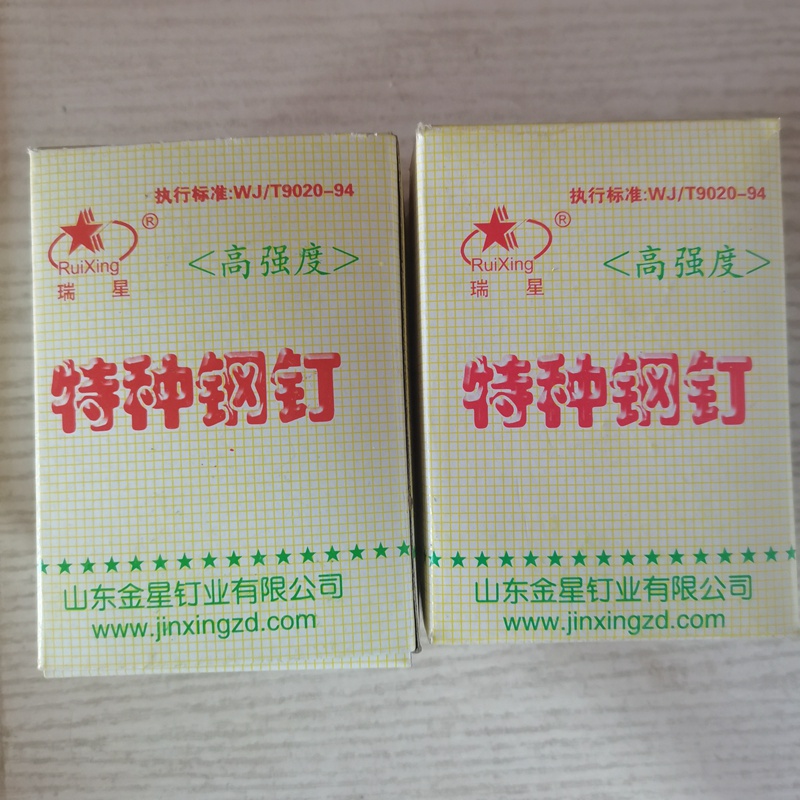 执行标准:WJ/T9020-94
®
RuiXing
瑞星
<高强度>
特种钢钉
山东金星钉业有限公司
www.jinxingzd.com
执行标准:WJ/T9020-94
®
RuiXing
瑞星
<高强度>
特种钢钉
山东金星钉业有限公司
www.jinxingzd.com